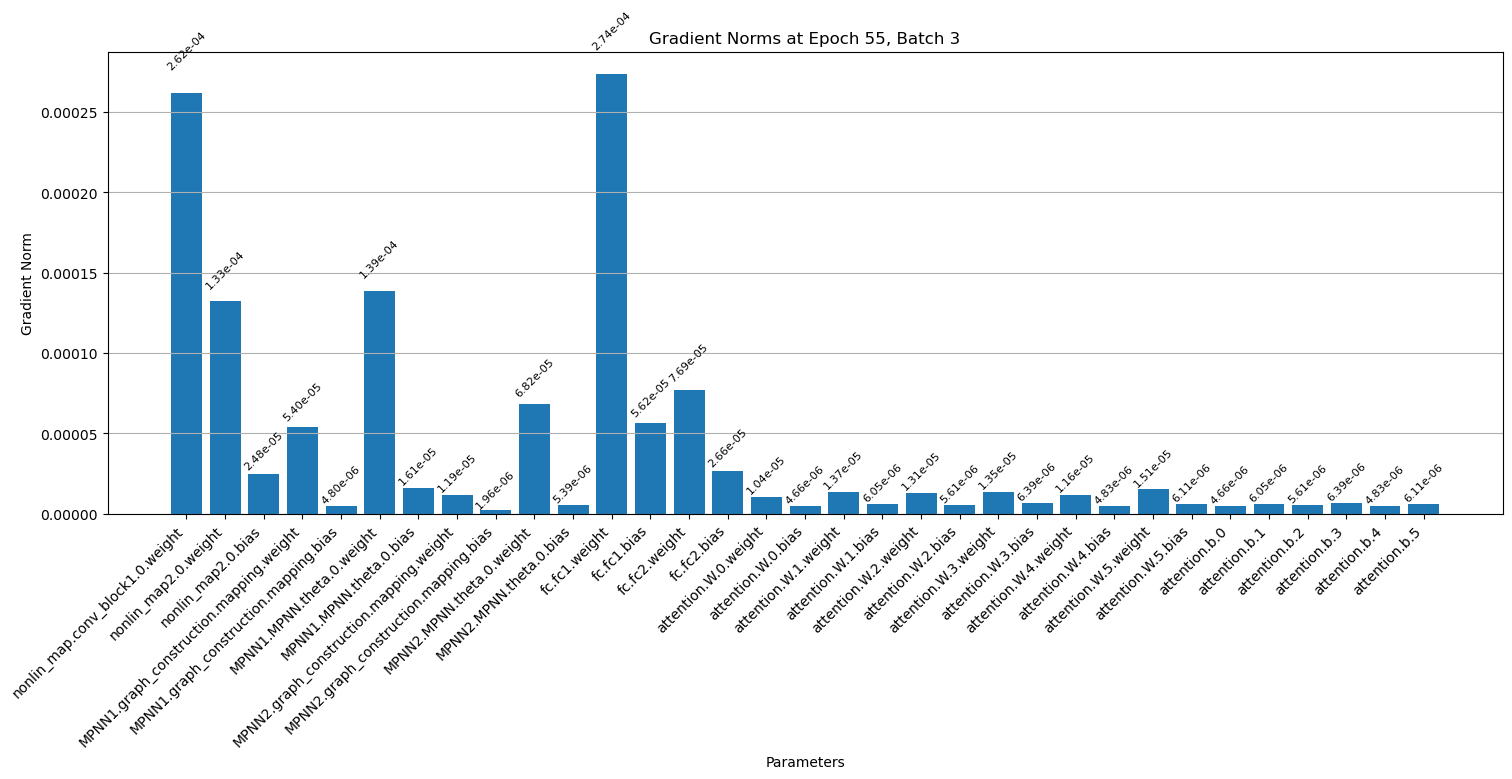 Gradient Norms at Epoch 55, Batch 3
Gradient Norm
0.00025
0.00020
0.00015
0.00010
0.00005
0.00000
2.62e-04
1.33e-04
2.48e-05
5.40e-05
4.80e-06
1.39e-04
1.61e-05
1.19e-05
1.96e-06
6.82e-05
5.39e-06
2.74e-04
5.62e-05
7.69e-05
2.66e-05
1.04e-05
4.66e-06
1.37e-05
6.05e-06
1.31e-05
5.61e-06
1.35e-05
6.39e-06
1.16e-05
4.83e-06
1.51e-05
6.11e-06
4.66e-06
6.05e-06
5.61e-06
6.39e-06
4.83e-06
6.11e-06
nonlin_map.conv_block1.0.weight
nonlin_map2.0.weight
nonlin_map2.0.bias
MPNN1.graph_construction.mapping.weight
MPNN1.graph_construction.mapping.bias
MPNN1.MPNN.theta.0.weight
MPNN1.MPNN.theta.0.bias
MPNN2.graph_construction.mapping.weight
MPNN2.graph_construction.mapping.bias
MPNN2.MPNN.theta.0.weight
MPNN2.MPNN.theta.0.bias
fc.fc1.weight
fc.fc1.bias
fc.fc2.weight
fc.fc2.bias
attention.W.0.weight
attention.W.0.bias
attention.W.1.weight
attention.W.1.bias
attention.W.2.weight
attention.W.2.bias
attention.W.3.weight
attention.W.3.bias
attention.W.4.weight
attention.W.4.bias
attention.W.5.weight
attention.W.5.bias
attention.b.0
attention.b.1
attention.b.2
attention.b.3
attention.b.4
attention.b.5
Parameters